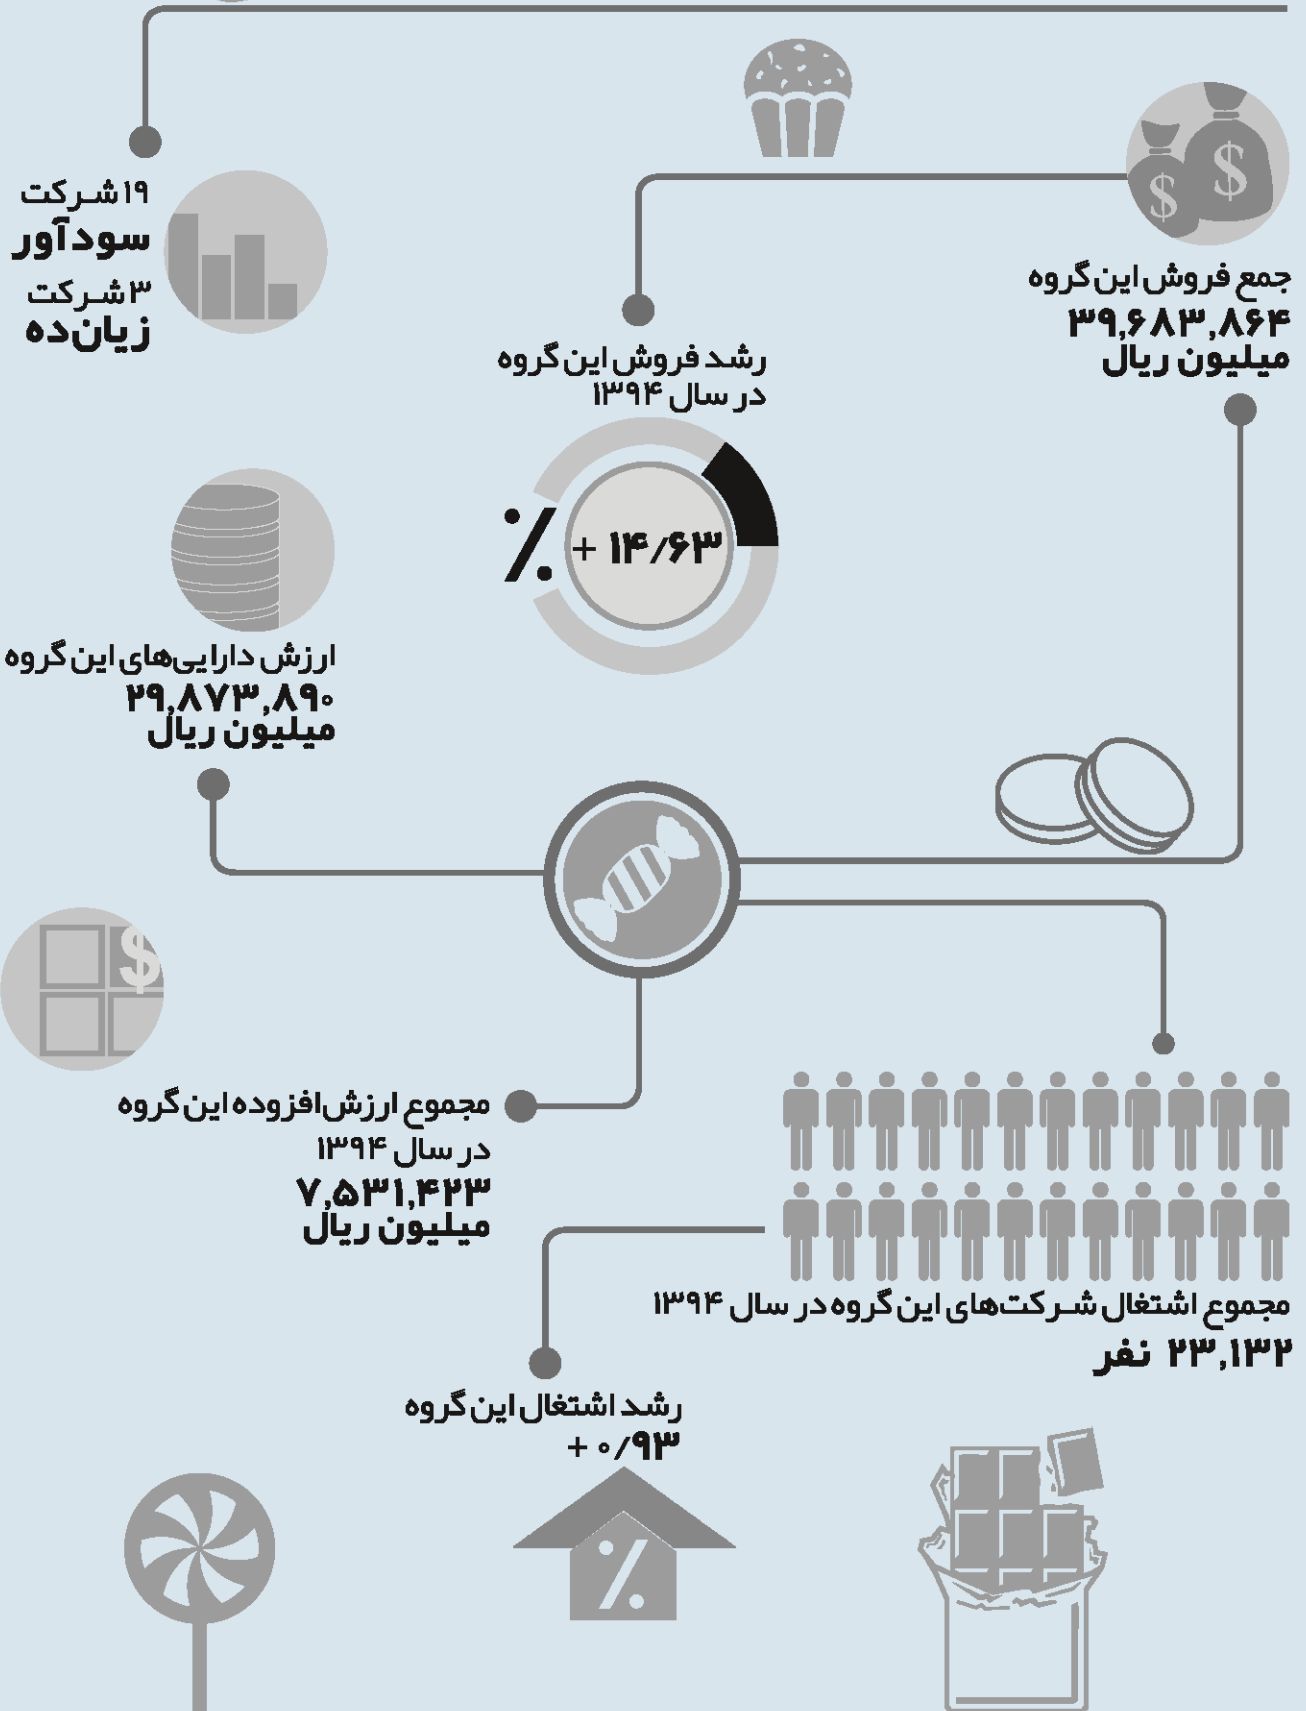 ۱۹ شرکت
سودآور
۳ شرکت
زیان‌ده
جمع فروش این گروه
۳۹,۶۸۳,۸۶۴
میلیون ریال
$
$
رشد فروش این گروه
در سال ۱۳۹۴
+ ۱۴/۶۳
٪
ارزش دارایی‌های این گروه
۲۹,۸۷۳,۸۹۰
میلیون ریال
$
مجموع ارزش‌افزوده این گروه
در سال ۱۳۹۴
۷,۵۳۱,۴۲۳
میلیون ریال
مجموع اشتغال شرکت‌های این گروه در سال ۱۳۹۴
۲۳,۱۳۲ نفر
رشد اشتغال این گروه
+ ۰/۹۳
٪